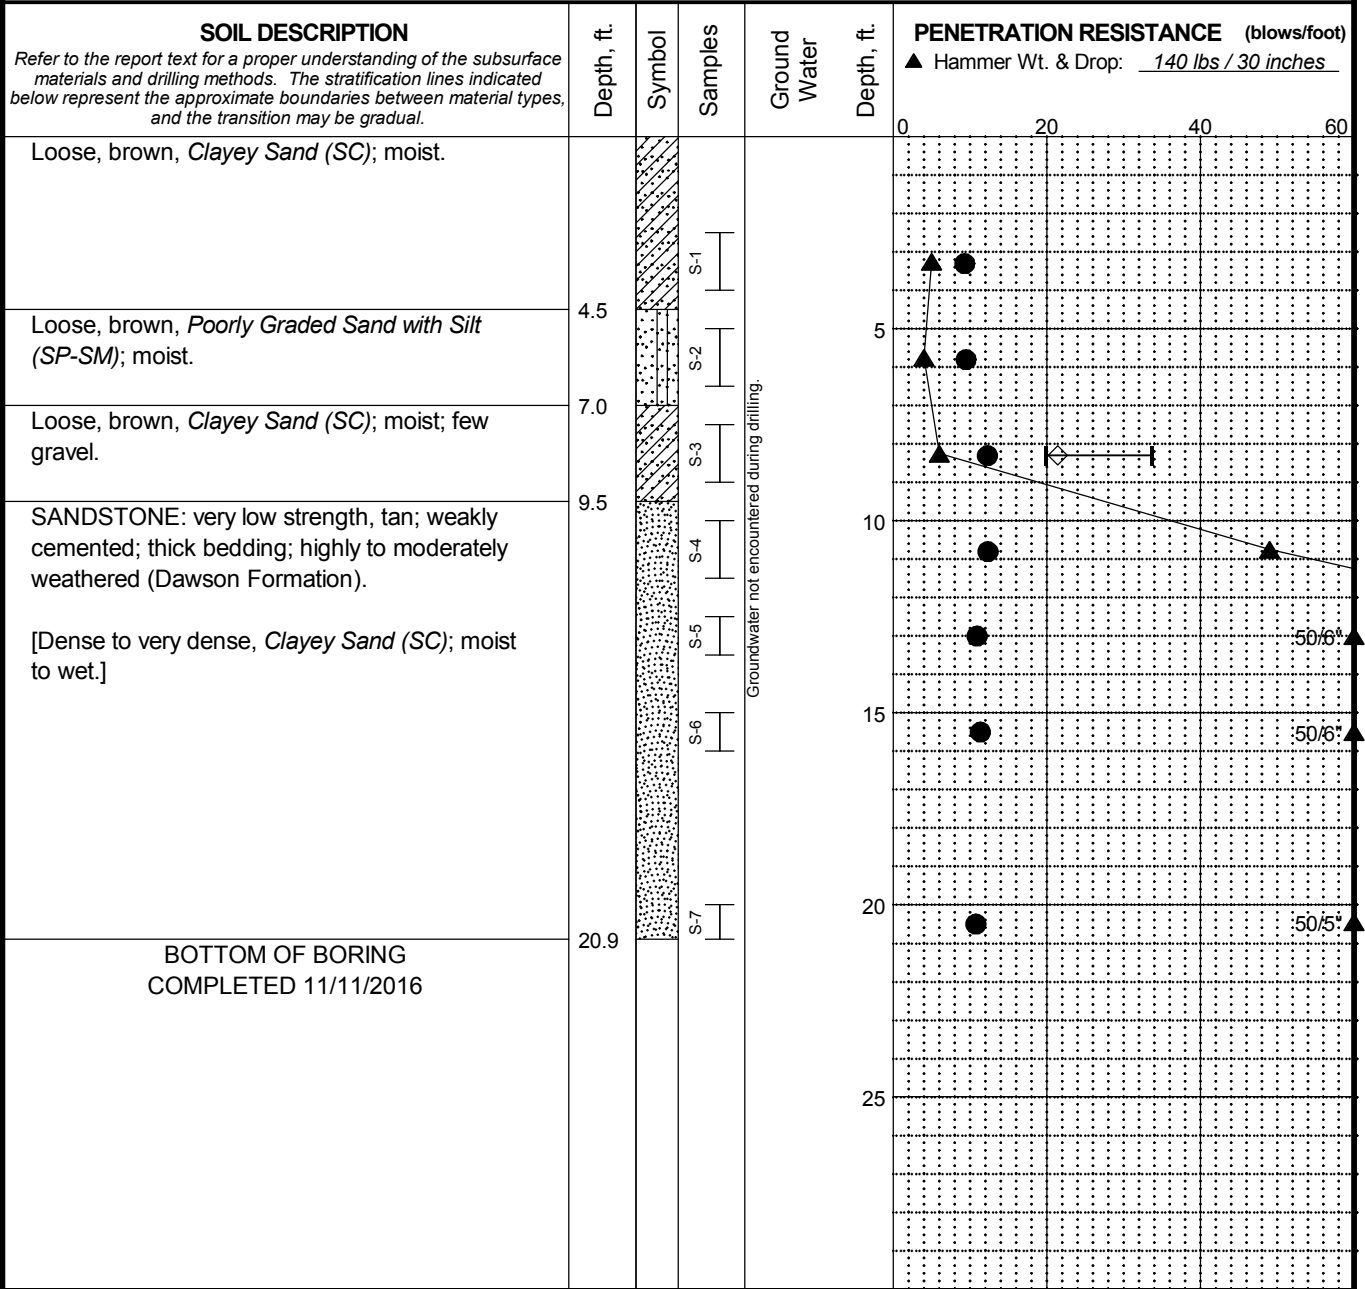 SOIL DESCRIPTION
Refer to the report text for a proper understanding of the subsurface
materials and drilling methods. The stratification lines indicated
below represent the approximate boundaries between material types,
and the transition may be gradual.
Depth, ft.
Symbol
Samples
Ground
Water
Depth, ft.
PENETRATION RESISTANCE (blows/foot)
▲ Hammer Wt. & Drop: 140 lbs / 30 inches
0 20 40 60
Loose, brown, Clayey Sand (SC); moist.
S-1
4.5
Loose, brown, Poorly Graded Sand with Silt
(SP-SM); moist.
S-2
5
7.0
Loose, brown, Clayey Sand (SC); moist; few
gravel.
S-3
9.5
SANDSTONE: very low strength, tan; weakly
cemented; thick bedding; highly to moderately
weathered (Dawson Formation).
S-4
10
[Dense to very dense, Clayey Sand (SC); moist
to wet.]
S-5
50/6"
Groundwater not encountered during drilling.
S-6
15
50/6"
S-7
20
50/5"
20.9
BOTTOM OF BORING
COMPLETED 11/11/2016
25